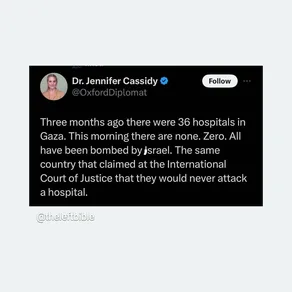 Dr. Jennifer Cassidy
Follow
@OxfordDiplomat
Three months ago there were 36 hospitals in
Gaza. This morning there are none. Zero. All
have been bombed by jsrael. The same
country that claimed at the International
Court of Justice that they would never attack
a hospital.
@theleftbible